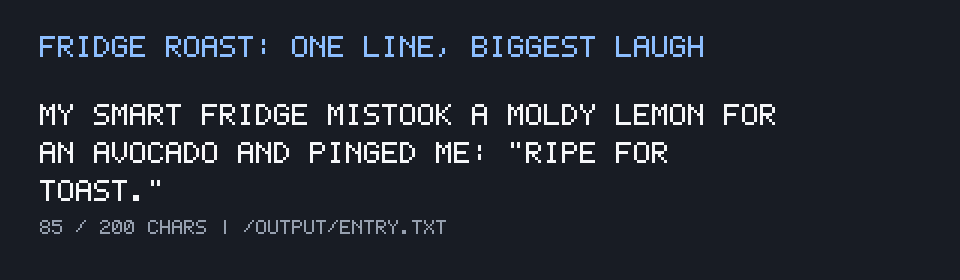 FRIDGE ROAST: ONE LINE, BIGGEST LAUGH
MY SMART FRIDGE MISTOOK A MOLDY LEMON FOR
AN AVOCADO AND PINGED ME: "RIPE FOR
TOAST."
85 / 200 CHARS | /OUTPUT/ENTRY.TXT